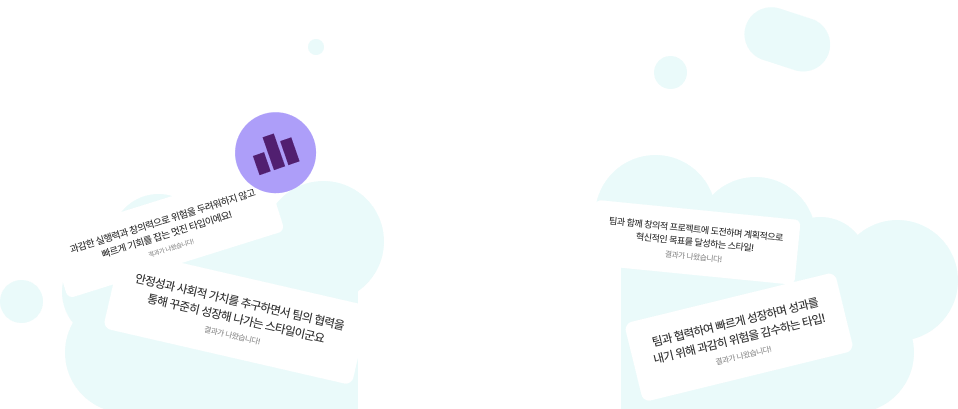 과감한 실행력과 창의력으로 위험을 두려워하지 않고
빠르게 기회를 잡는 멋진 타입이에요!
결과가 나왔습니다!
안정성과 사회적 가치를 추구하면서 팀의 협력을
통해 꾸준히 성장해 나가는 스타일이군요
결과가 나왔습니다!
팀과 함께 창의적 프로젝트에 도전하며 계획적으로
혁신적인 목표를 달성하는 스타일!
결과가 나왔습니다!
팀과 협력하여 빠르게 성장하며 성과를
내기 위해 과감히 위험을 감수하는 타입!
결과가 나왔습니다!